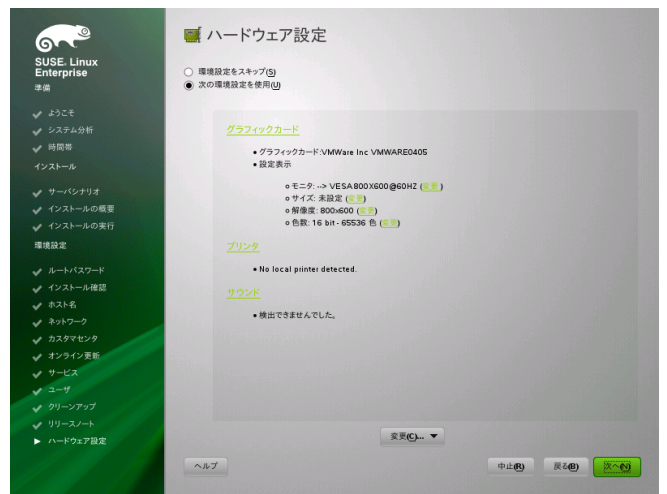 SUSE. Linux
Enterprise
準備
ようこそ
システム分析
時間帯
インストール
サーバシナリオ
インストールの概要
インストールの実行
環境設定
ルートパスワード
インストール確認
ホスト名
ネットワーク
カスタマセンタ
オンライン更新
サービス
ユーザ
クリーンアップ
リリースノート
ハードウェア設定
ハードウェア設定
環境設定をスキップ(S)
次の環境設定を使用(U)
グラフィックカード
•グラフィックカード:VMWare Inc VMWARE0405
•設定表示
モニタ: --> VESA 800X600@60HZ (変更)
サイズ: 未設定 (変更)
解像度: 800x600 (変更)
色数: 16 bit - 65536 色 (変更)
プリンタ
•No local printer detected.
サウンド
•検出できませんでした。
変更(C)...
ヘルプ
中止(R)
戻る(B)
次へ(N)